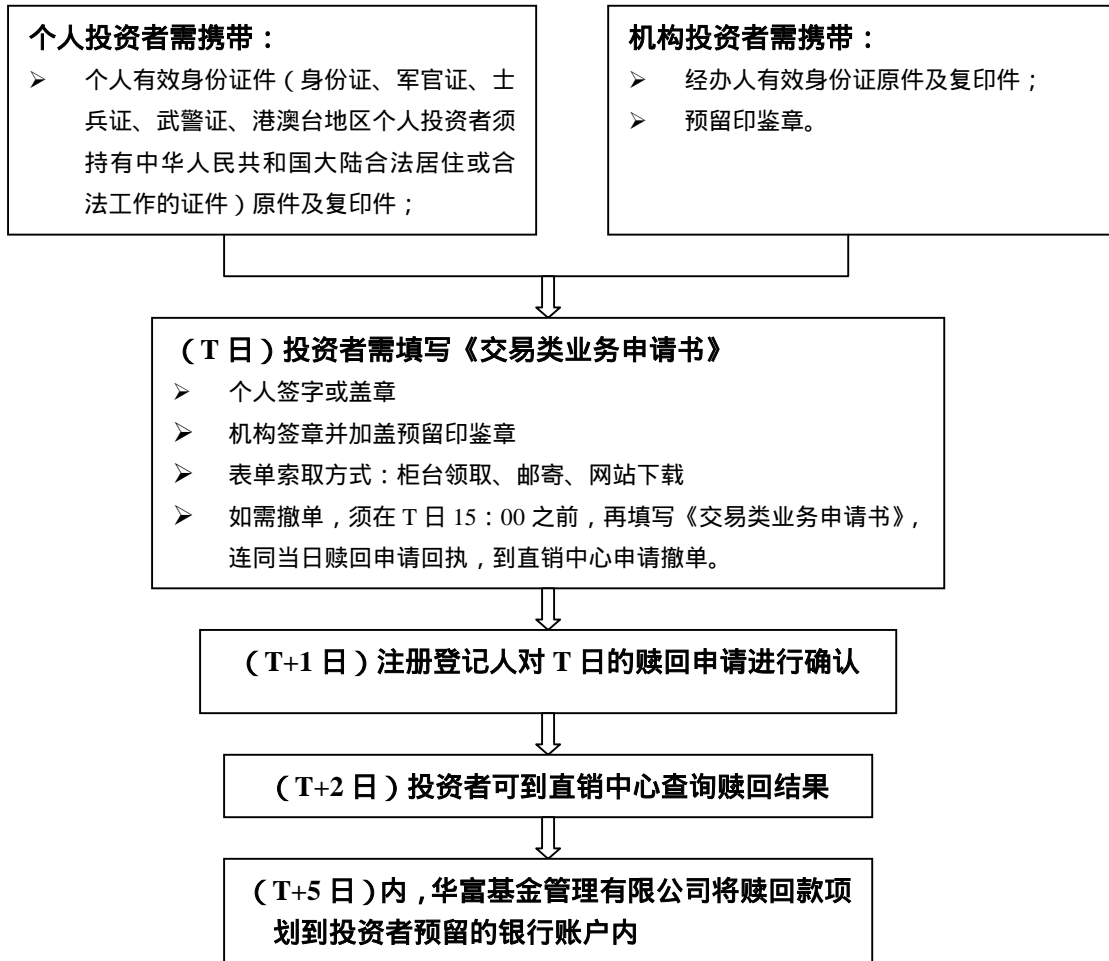 个人投资者需携带：
➢ 个人有效身份证件（身份证、军官证、士
兵证、武警证、港澳台地区个人投资者须
持有中华人民共和国大陆合法居住或合
法工作的证件）原件及复印件；
机构投资者需携带：
➢ 经办人有效身份证原件及复印件；
➢ 预留印鉴章。
（T 日）投资者需填写《交易类业务申请书》
➢ 个人签字或盖章
➢ 机构签章并加盖预留印鉴章
➢ 表单索取方式：柜台领取、邮寄、网站下载
➢ 如需撤单，须在 T 日 15：00 之前，再填写《交易类业务申请书》，
连同当日赎回申请回执，到直销中心申请撤单。
（T+1 日）注册登记人对 T 日的赎回申请进行确认
（T+2 日）投资者可到直销中心查询赎回结果
（T+5 日）内，华富基金管理有限公司将赎回款项
划到投资者预留的银行账户内